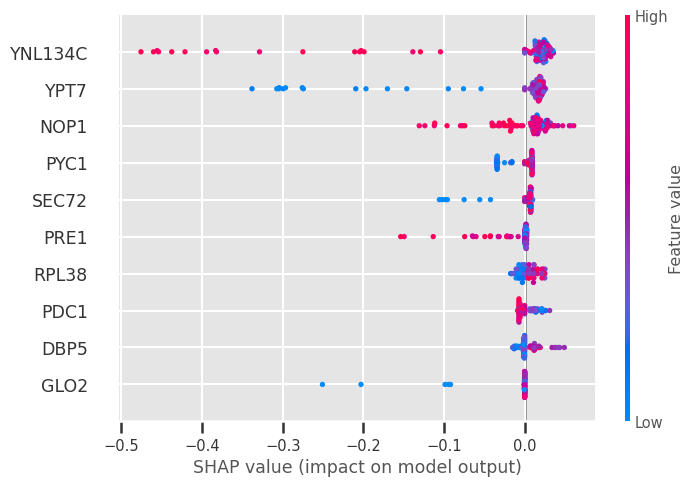 High
YNL134C
YPT7
NOP1
PYC1
SEC72
PRE1
RPL38
PDC1
DBP5
GLO2
Feature value
Low
−0.5 −0.4 −0.3 −0.2 −0.1 0.0
SHAP value (impact on model output)